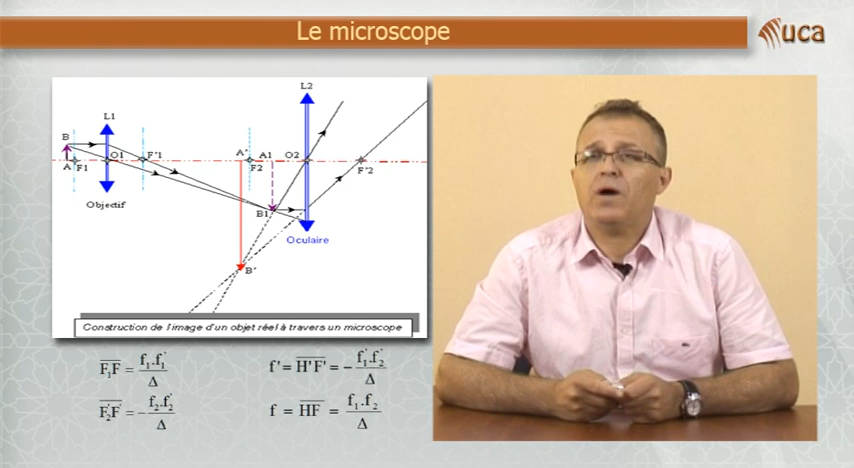 Le microscope
uca
L1
L2
B
A
F1
O1
F'1
A'
F2
A1
O2
F'2
B1
B'
Objectif
Oculaire
Construction de l'image d'un objet réel à travers un microscope
F₁F = f₁.f₁' / Δ
f' = H'F' = - f₁'.f₂' / Δ
F₂'F' = - f₂.f₂' / Δ
f = HF = f₁.f₂ / Δ